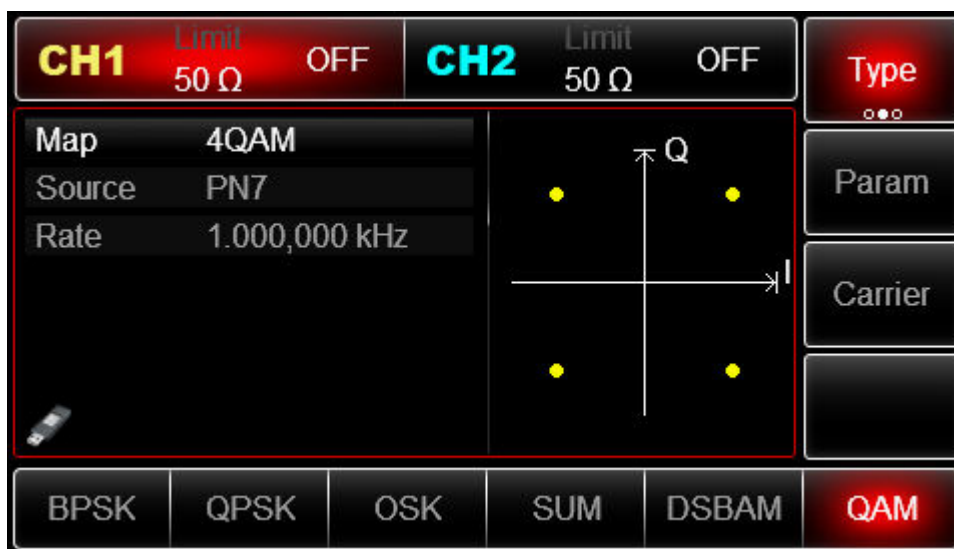 CH1 Limit 50 Ω OFF
CH2 Limit 50 Ω OFF
Type
Map 4QAM
Source PN7
Rate 1.000,000 kHz
Q
I
Param
Carrier
BPSK QPSK OSK SUM DSBAM QAM